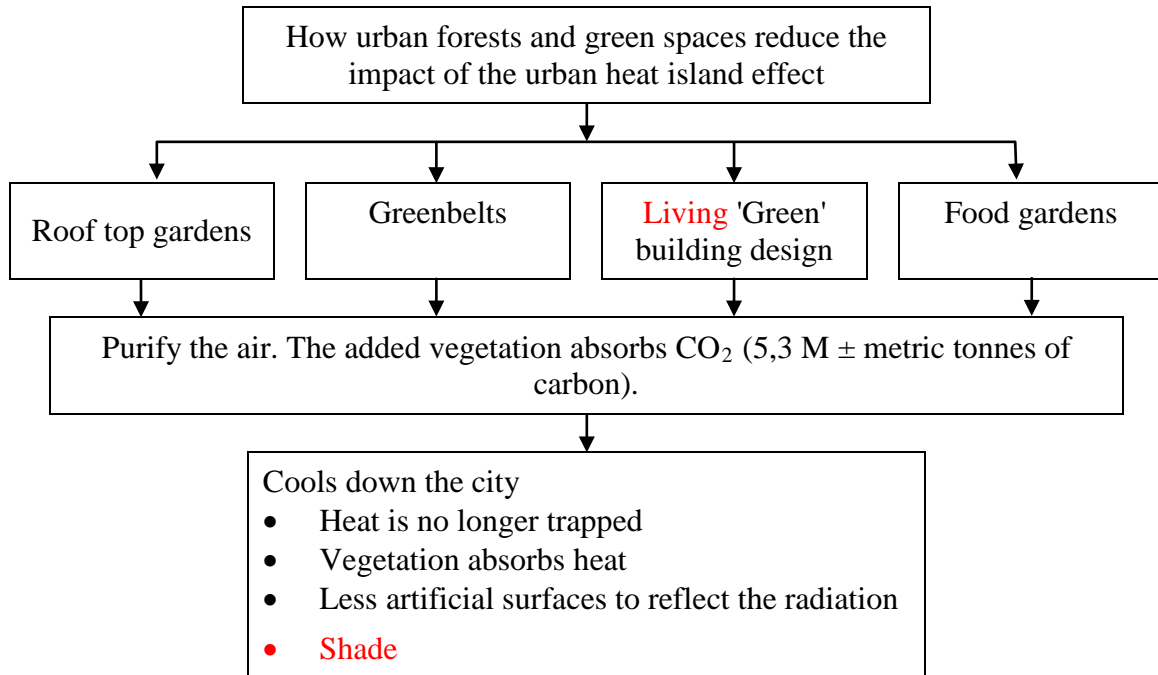 How urban forests and green spaces reduce the
impact of the urban heat island effect
Roof top gardens
Greenbelts
Living 'Green'
building design
Food gardens
Purify the air. The added vegetation absorbs CO₂ (5,3 M ± metric tonnes of
carbon).
Cools down the city
• Heat is no longer trapped
• Vegetation absorbs heat
• Less artificial surfaces to reflect the radiation
• Shade